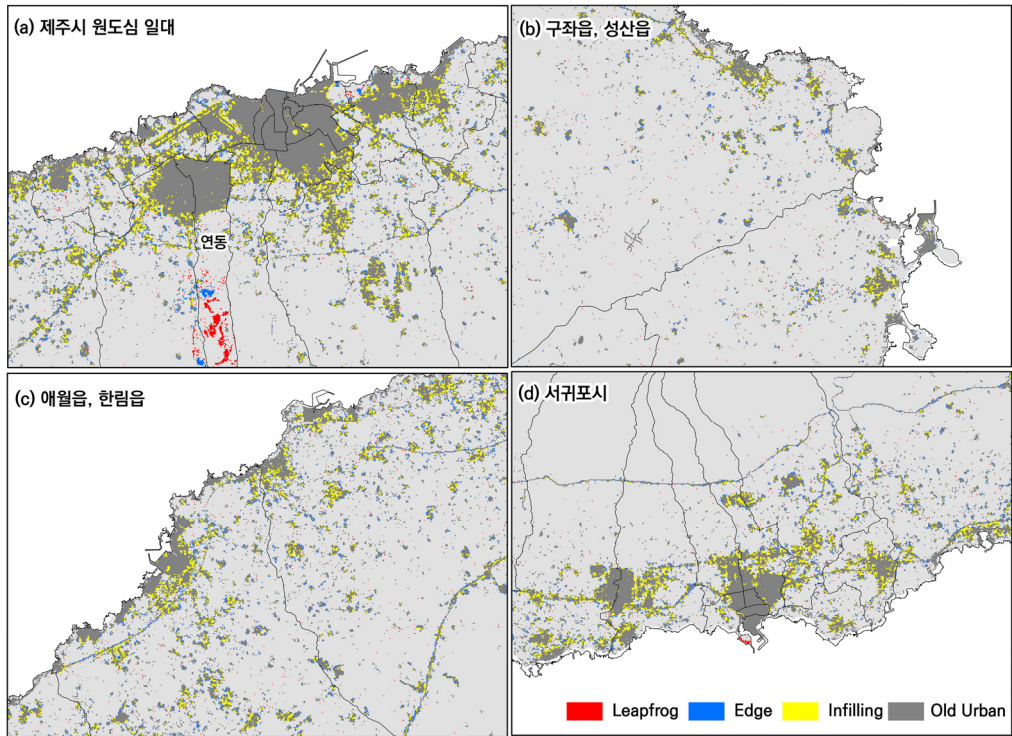 (a) 제주시 원도심 일대
연동
(b) 구좌읍, 성산읍
(c) 애월읍, 한림읍
(d) 서귀포시
Leapfrog Edge Infilling Old Urban